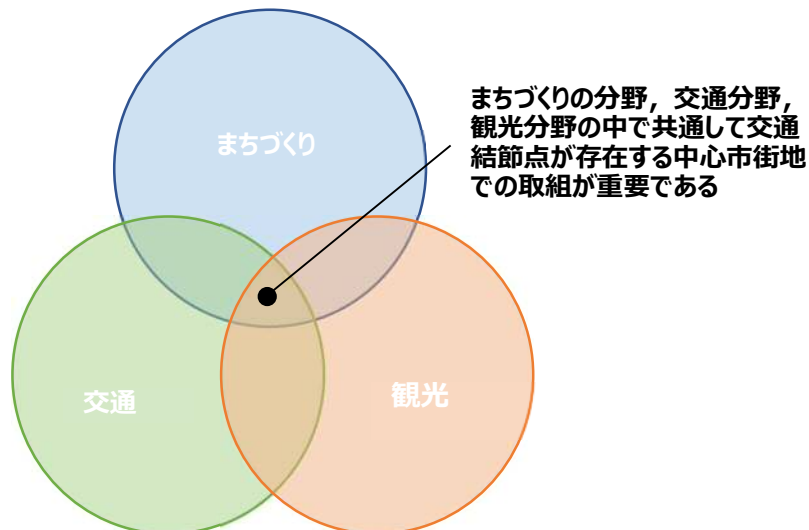 まちづくりの分野，交通分野，
観光分野の中で共通して交通
結節点が存在する中心市街地
での取組が重要である
まちづくり
交通
観光